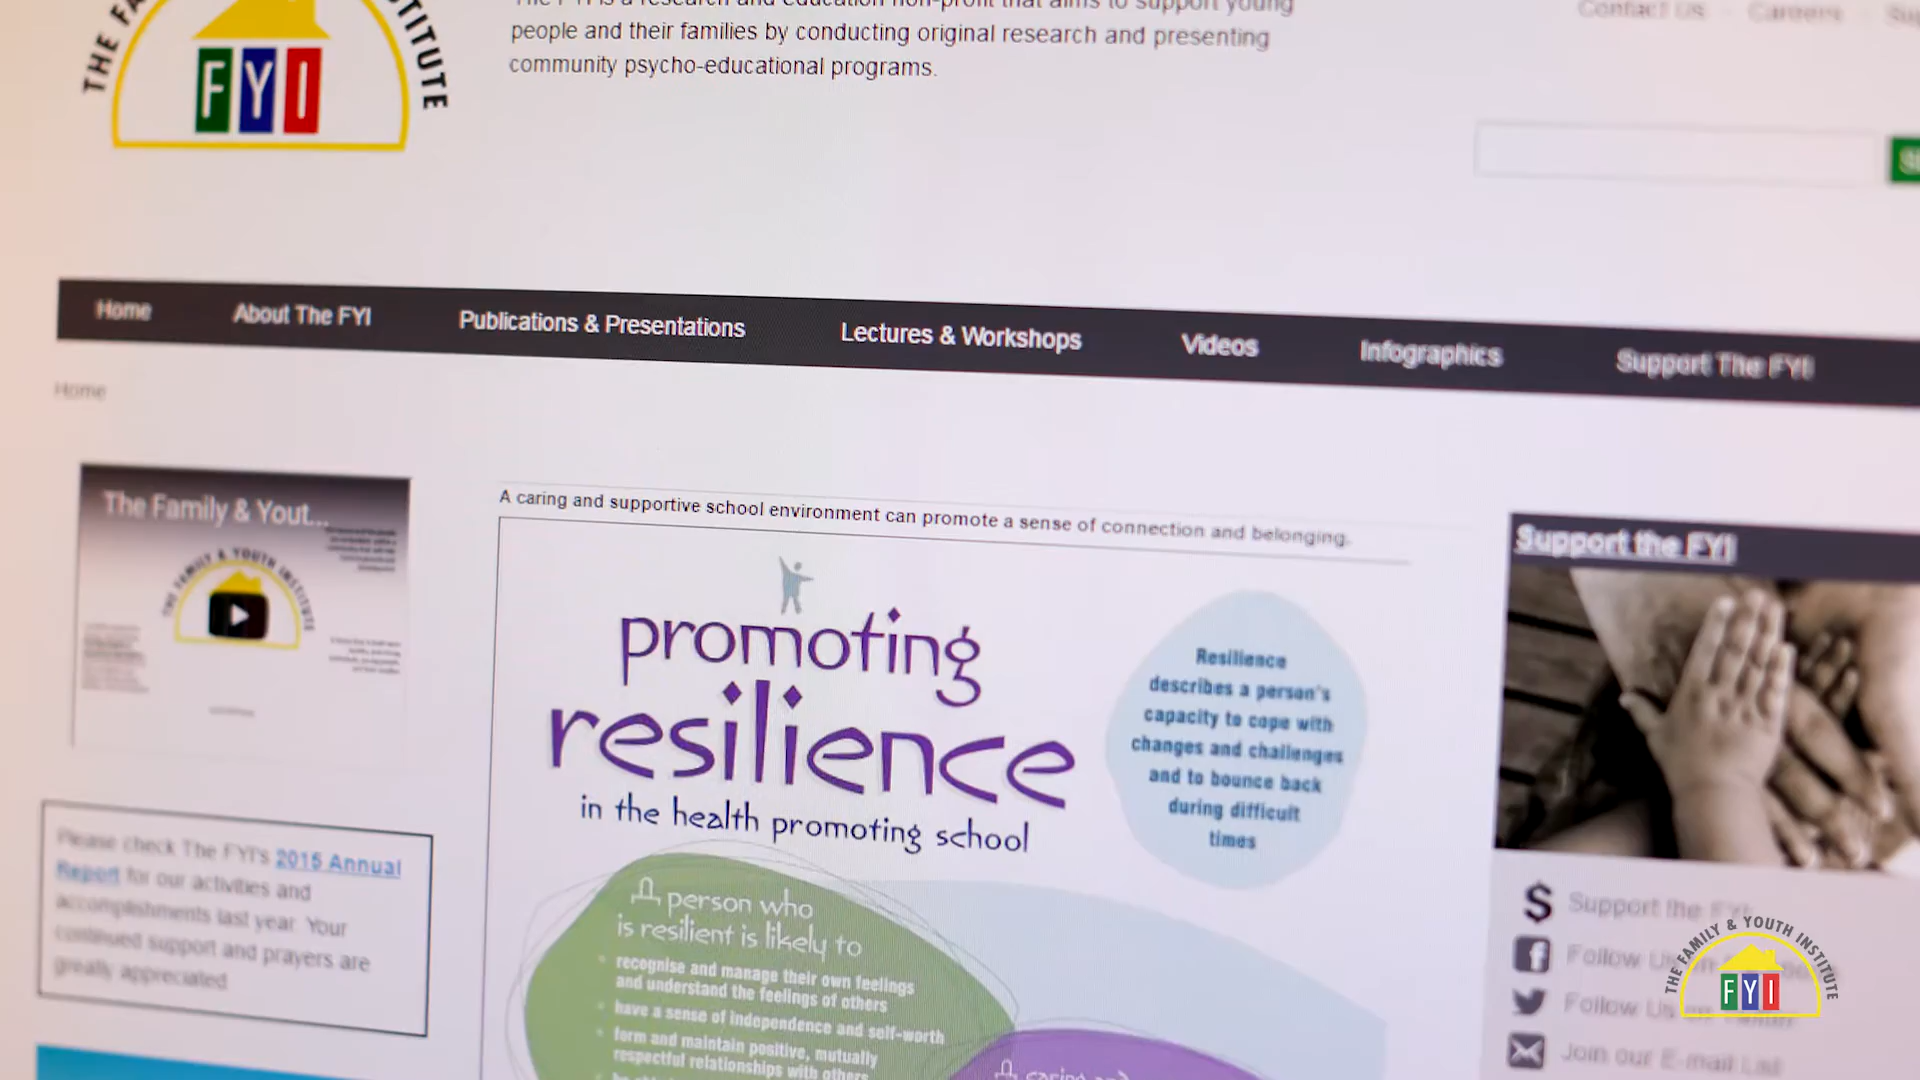 THE FA
STITUTE
FYI
people and their families by conducting original research and presenting
community psycho-educational programs.
Contact Us
Careers
Home
About The FYI
Publications & Presentations
Lectures & Workshops
Videos
Infographics
Support The FYI
Home
The Family & Yout...
THE FAMILY & YOUTH INSTITUTE
Please check The FYI's 2015 Annual
Report for our activities and
accomplishments last year. Your
continued support and prayers are
greatly appreciated
A caring and supportive school environment can promote a sense of connection and belonging.
promoting
resilience
in the health promoting school
Resilience
describes a person's
capacity to cope with
changes and challenges
and to bounce back
during difficult
times
A person who
is resilient is likely to
recognise and manage their own feelings
and understand the feelings of others
have a sense of independence and self-worth
form and maintain positive, mutually
respectful relationships with others
A caring
Support the FYI
$ Support the
Follow Us
Follow Us
Join our E-mail List
THE FAMILY & YOUTH INSTITUTE
FYI